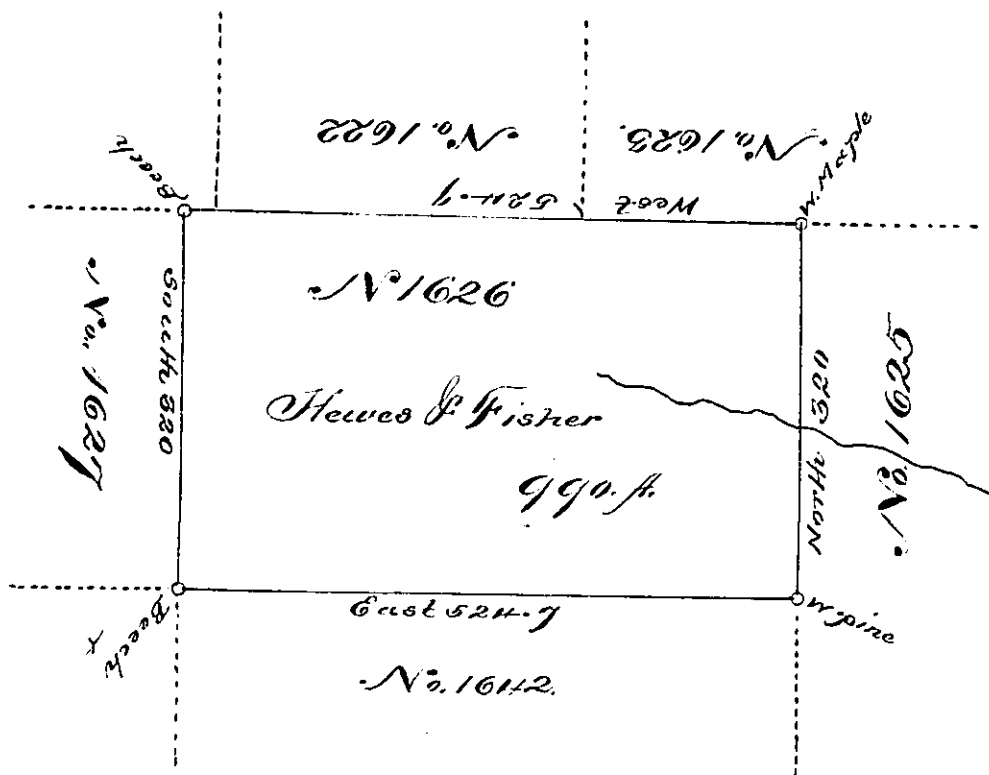 No. 1622
No. 1623.
Beech
W. Maple
West 524.7
No. 1627
South 320
No 1626
Hewes & Fisher
990. A.
North 320
No. 1625
Beech
x
East 524.7
W. pine
No. 1642.